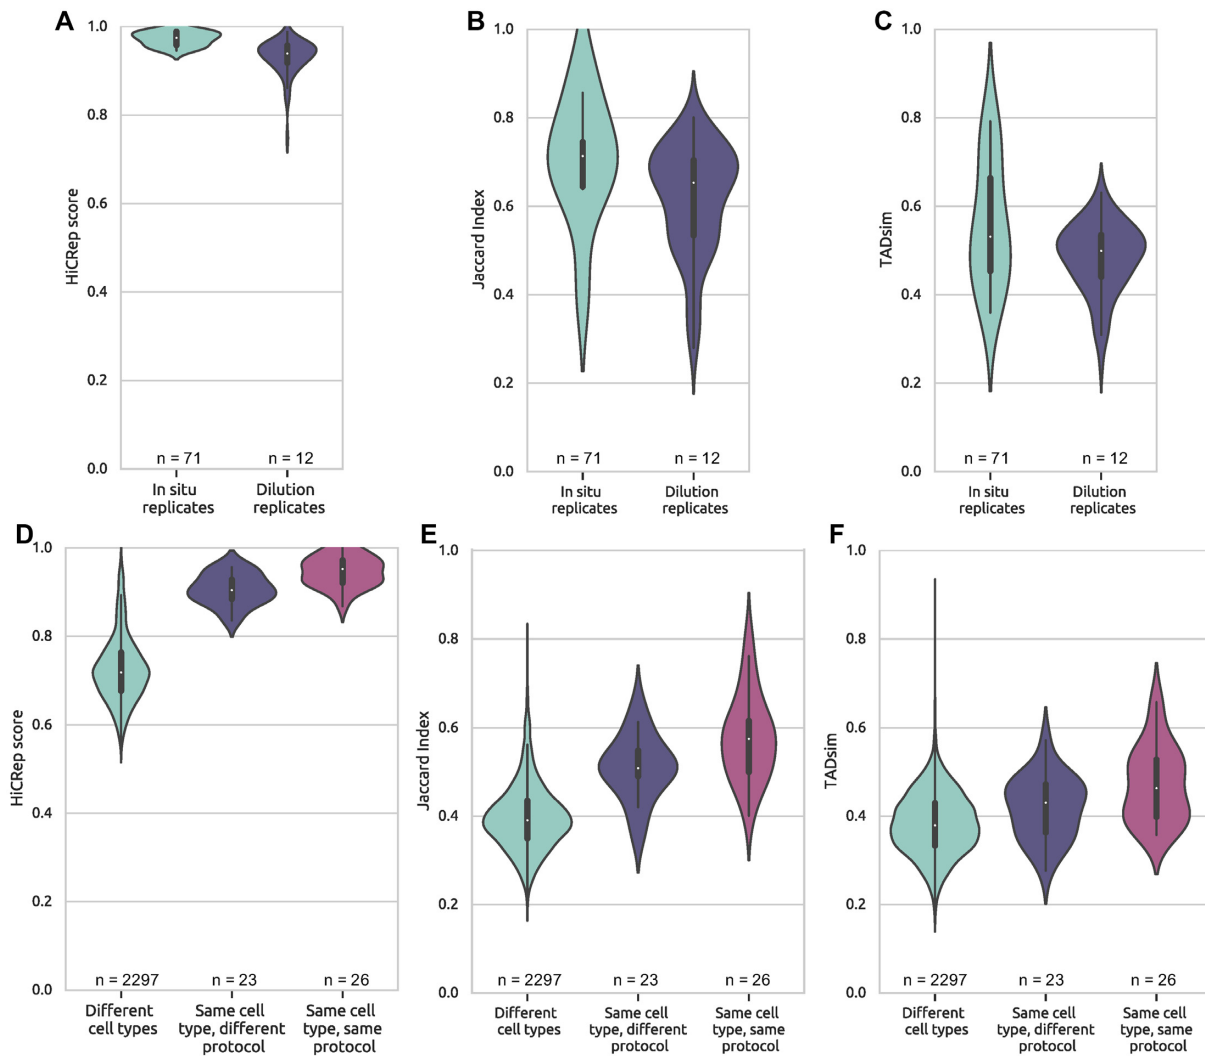 A
HiCRep score
1.0
0.8
0.6
0.4
0.2
0.0
n = 71
n = 12
In situ
replicates
Dilution
replicates
B
Jaccard Index
1.0
0.8
0.6
0.4
0.2
0.0
n = 71
n = 12
In situ
replicates
Dilution
replicates
C
TADsim
1.0
0.8
0.6
0.4
0.2
0.0
n = 71
n = 12
In situ
replicates
Dilution
replicates
D
HiCRep score
1.0
0.8
0.6
0.4
0.2
0.0
n = 2297
n = 23
n = 26
Different
cell types
Same cell
type, different
protocol
Same cell
type, same
protocol
E
Jaccard Index
1.0
0.8
0.6
0.4
0.2
0.0
n = 2297
n = 23
n = 26
Different
cell types
Same cell
type, different
protocol
Same cell
type, same
protocol
F
TADsim
1.0
0.8
0.6
0.4
0.2
0.0
n = 2297
n = 23
n = 26
Different
cell types
Same cell
type, different
protocol
Same cell
type, same
protocol